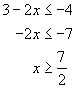 3 − 2x ≤ −4
−2x ≤ −7
x ≥ 7/2